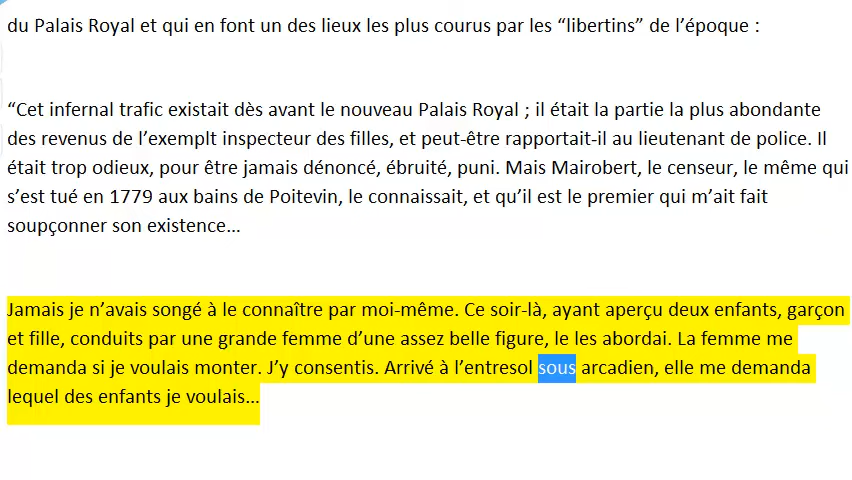 du Palais Royal et qui en font un des lieux les plus courus par les “libertins” de l’époque :
“Cet infernal trafic existait dès avant le nouveau Palais Royal ; il était la partie la plus abondante
des revenus de l’exemplt inspecteur des filles, et peut-être rapportait-il au lieutenant de police. Il
était trop odieux, pour être jamais dénoncé, ébruité, puni. Mais Mairobert, le censeur, le même qui
s’est tué en 1779 aux bains de Poitevin, le connaissait, et qu’il est le premier qui m’ait fait
soupçonner son existence…
Jamais je n’avais songé à le connaître par moi-même. Ce soir-là, ayant aperçu deux enfants, garçon
et fille, conduits par une grande femme d’une assez belle figure, le les abordai. La femme me
demanda si je voulais monter. J’y consentis. Arrivé à l’entresol sous arcadien, elle me demanda
lequel des enfants je voulais…